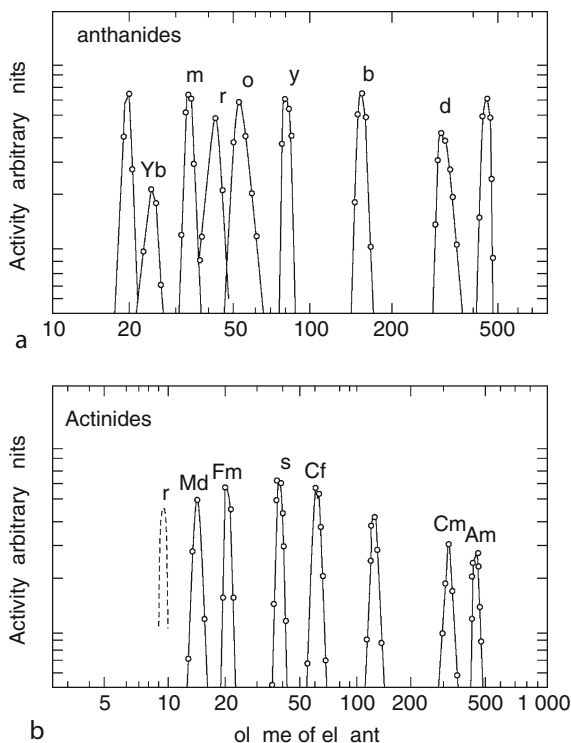 anthanides
m
o
y
b
r
d
Yb
Activity arbitrary nits
10 20 50 100 200 500
a
Actinides
s
r
Md
Fm
Cf
Cm
Am
Activity arbitrary nits
5 10 20 50 100 200 500 1 000
b
ol me of el ant